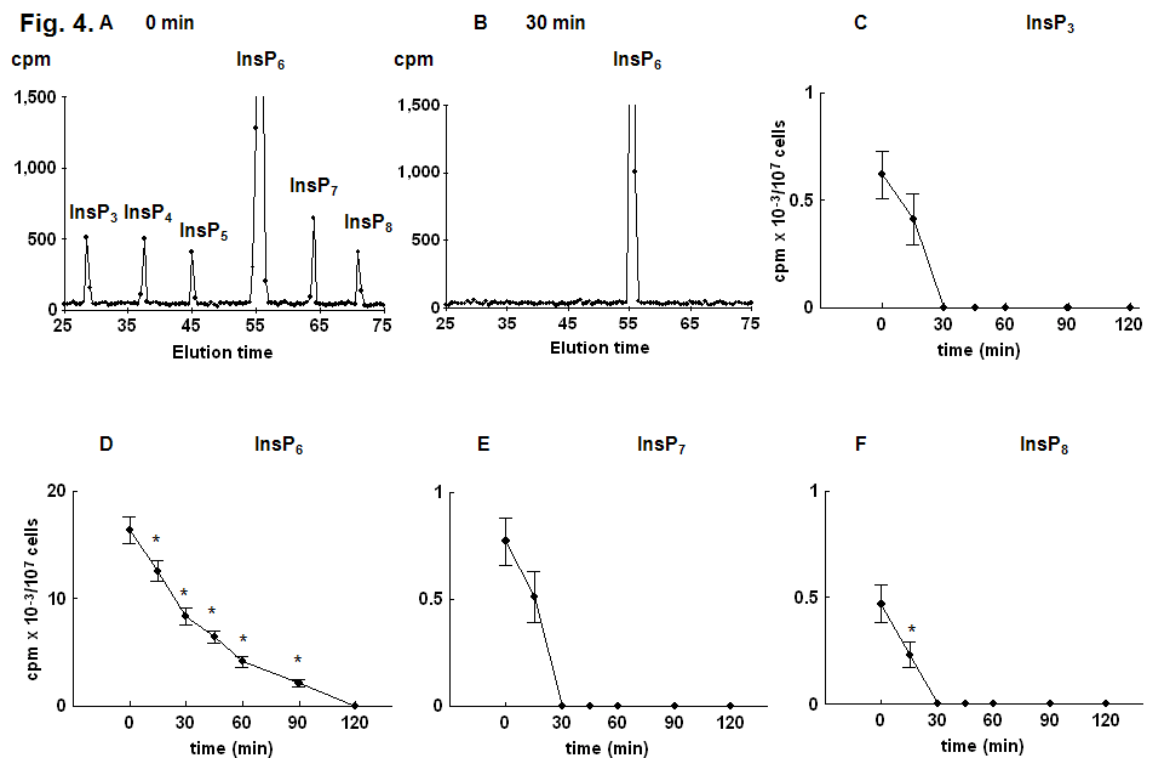 Fig. 4. A 0 min B 30 min C InsP₃
cpm InsP₆ cpm InsP₆
1,500 1,500 1
1,000 1,000
InsP₃ InsP₄ InsP₅ InsP₇ InsP₈
500 500 0.5
0 0 0
25 35 45 55 65 75 25 35 45 55 65 75 0 30 60 90 120
Elution time Elution time time (min)
cpm x 10⁻³/10⁷ cells
D InsP₆ E InsP₇ F InsP₈
20 1 1
* * * * * *
10 0.5 0.5
0 0 0
0 30 60 90 120 0 30 60 90 120 0 30 60 90 120
time (min) time (min) time (min)
cpm x 10⁻³/10⁷ cells